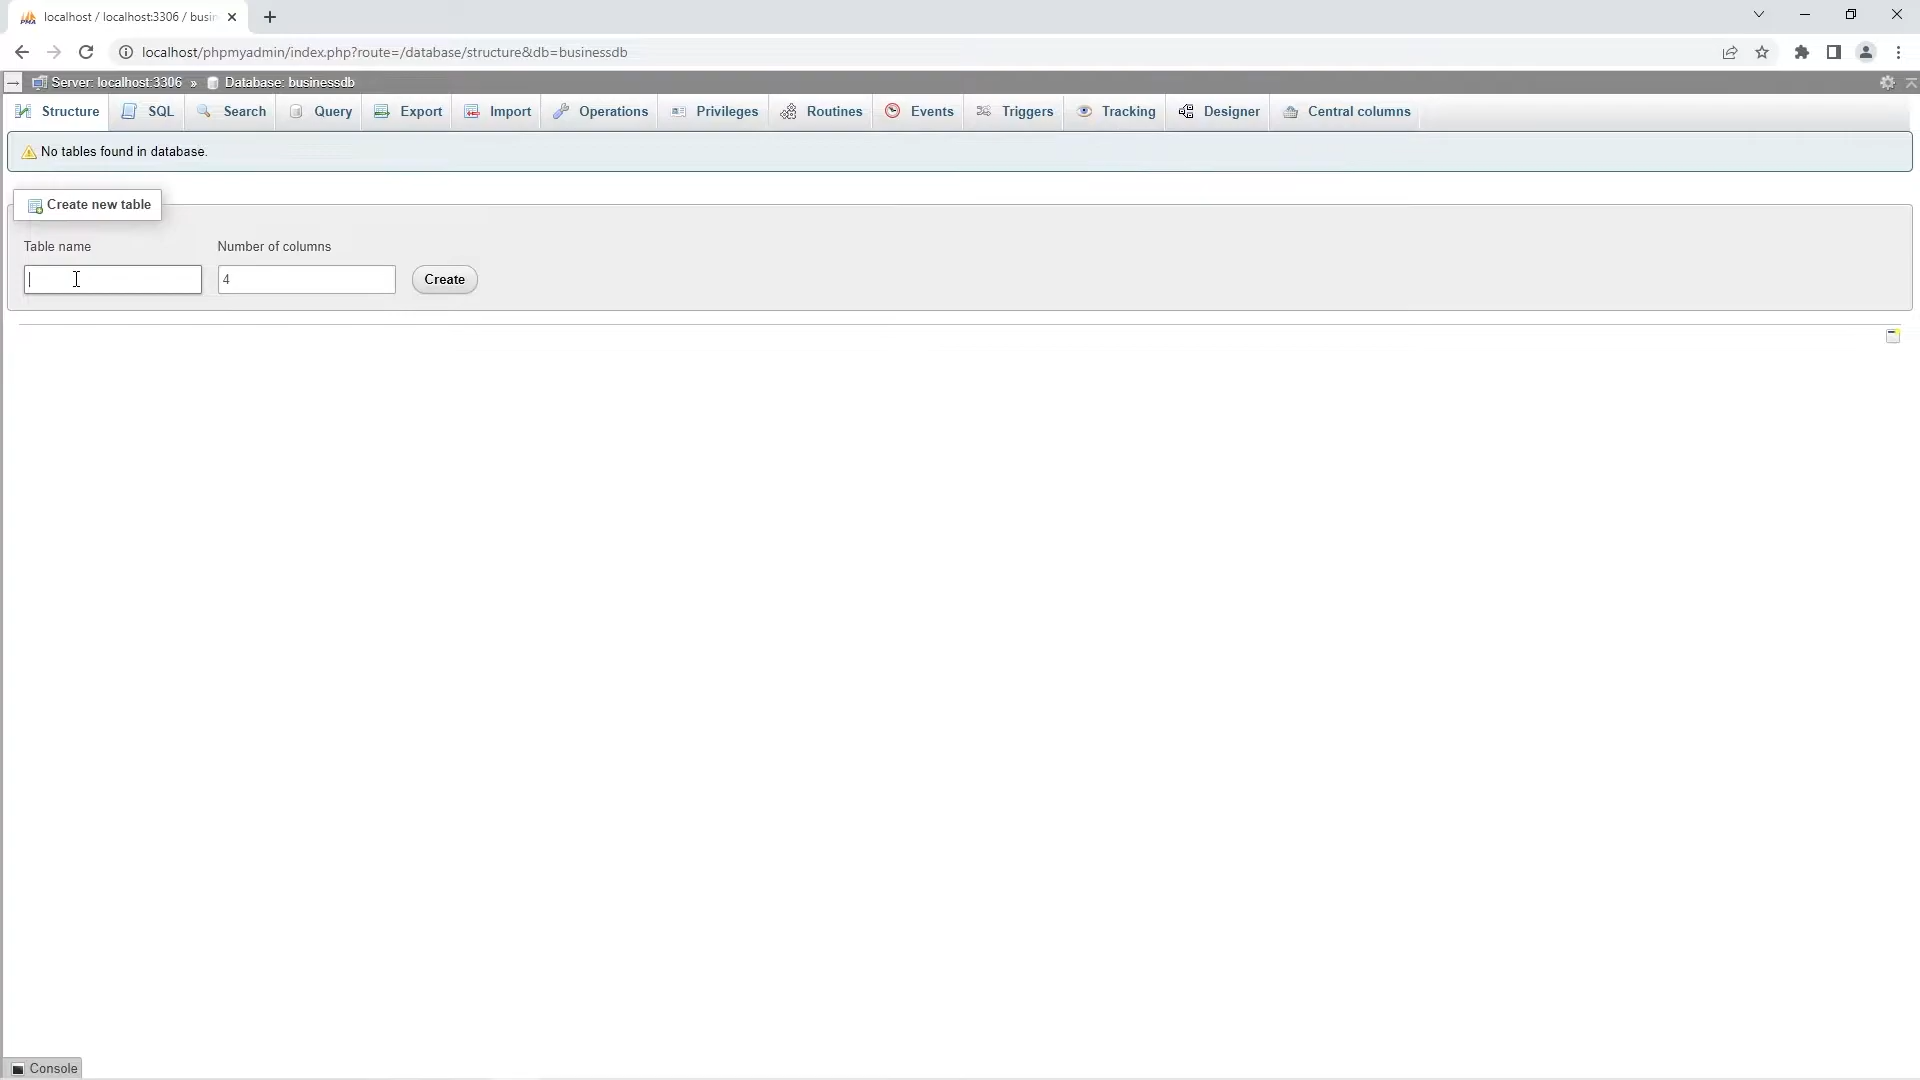 localhost / localhost:3306 / busin
localhost/phpmyadmin/index.php?route=/database/structure&db=businessdb
Server: localhost:3306 » Database: businessdb
Structure SQL Search Query Export Import Operations Privileges Routines Events Triggers Tracking Designer Central columns
No tables found in database.
Create new table
Table name Number of columns
4 Create
Console